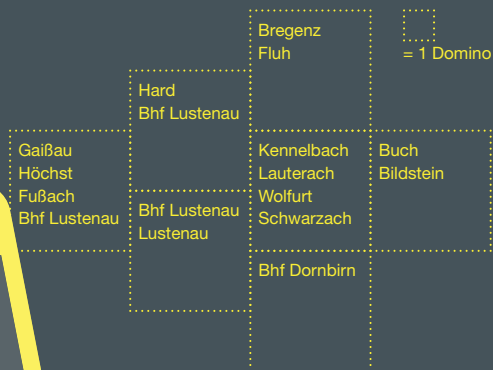 Bregenz
Fluh
= 1 Domino
Hard
Bhf Lustenau
Gaißau
Höchst
Fußach
Bhf Lustenau
Bhf Lustenau
Lustenau
Kennelbach
Lauterach
Wolfurt
Schwarzach
Buch
Bildstein
Bhf Dornbirn